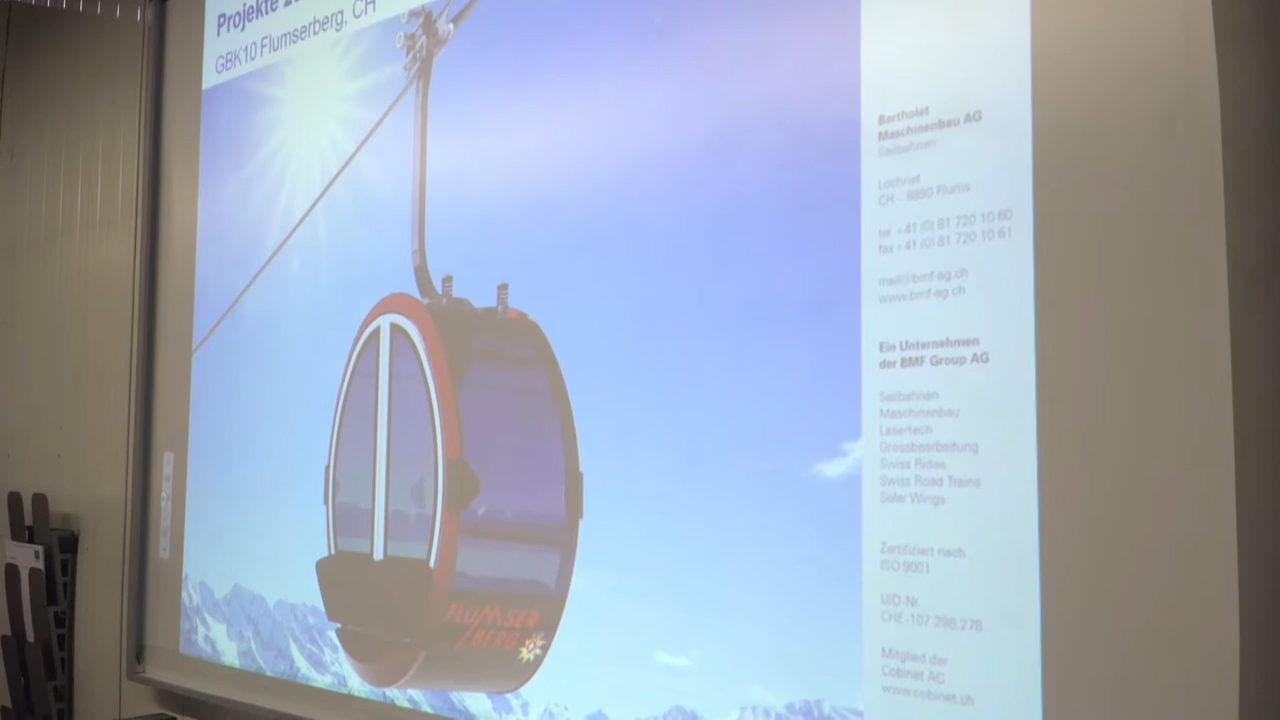 Projekte
GBK10 Flumserberg, CH
Bartholet
Maschinenbau AG
Seilbahnen
Lochriet
CH - 8890 Flums
tel +41 (0) 81 720 10 60
fax +41 (0) 81 720 10 61
mail@bmf-ag.ch
www.bmf-ag.ch
Ein Unternehmen
der BMF Group AG
Seilbahnen
Maschinenbau
Lasertech
Grossbearbeitung
Swiss Rides
Swiss Road Trains
Solar Wings
Zertifiziert nach
ISO 9001
UID-Nr.
CHE-107.298.278
Mitglied der
Cobinet AG
www.cobinet.ch
FLUMSER
BERG